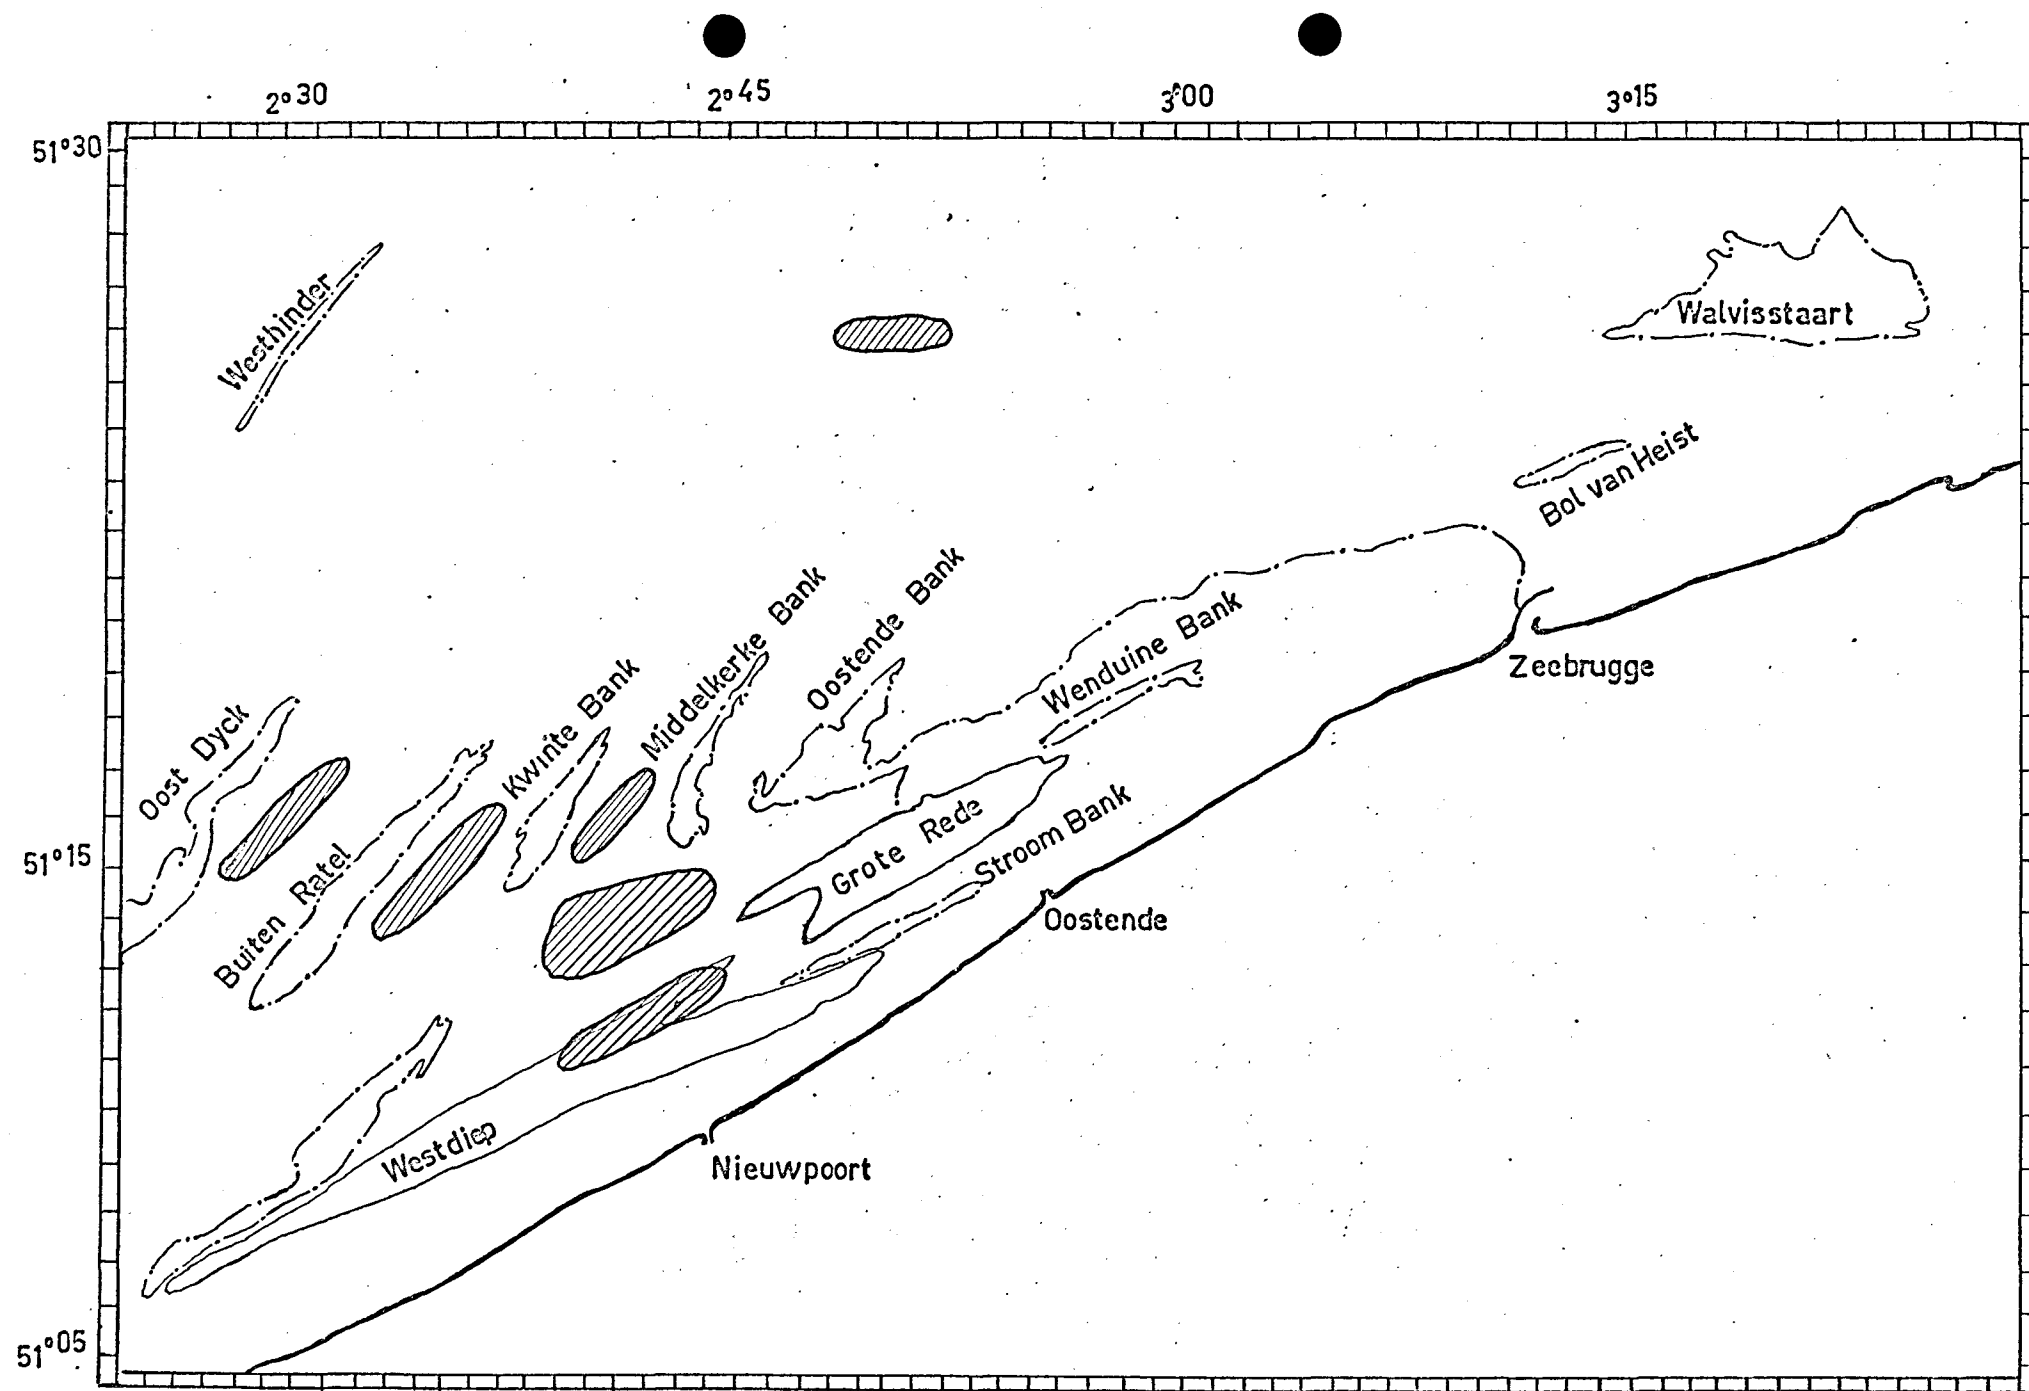 2°30 2°45 3°00 3°15
51°30
Westhinder
Walvisstaart
Bol van Heist
Oostende Bank
Middelkerke Bank
Wenduine Bank
Kwinte Bank
Zeebrugge
Oost Dyck
Grote Rede
Stroom Bank
51°15
Buiten Ratel
Oostende
Westdiep
Nieuwpoort
51°05